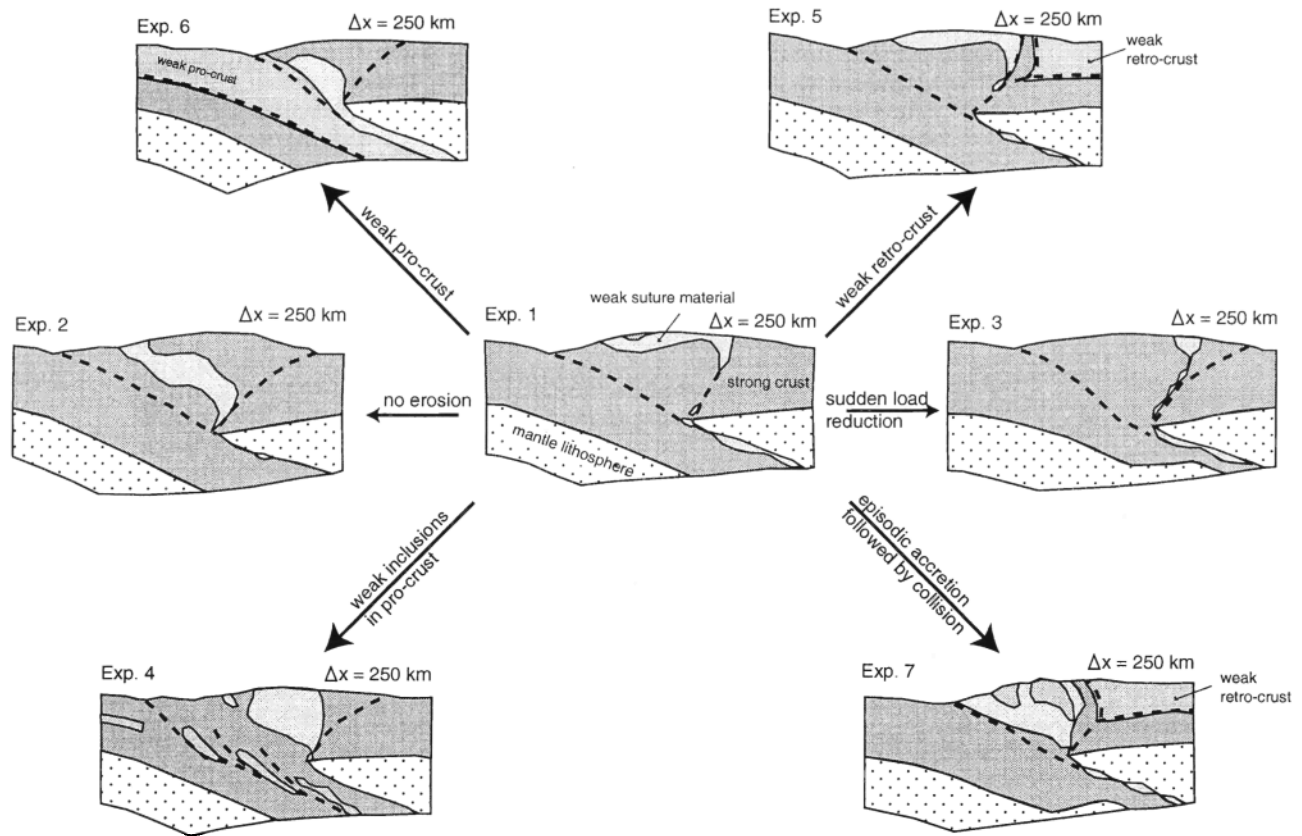 Exp. 6
Δx = 250 km
weak pro-crust
Exp. 5
Δx = 250 km
weak
retro-crust
weak pro-crust
weak retro-crust
Exp. 2
Δx = 250 km
no erosion
Exp. 1
weak suture material
Δx = 250 km
strong crust
mantle lithosphere
sudden load
reduction
Exp. 3
Δx = 250 km
weak inclusions
in pro-crust
episodic accretion
followed by collision
Exp. 4
Δx = 250 km
Exp. 7
Δx = 250 km
weak
retro-crust